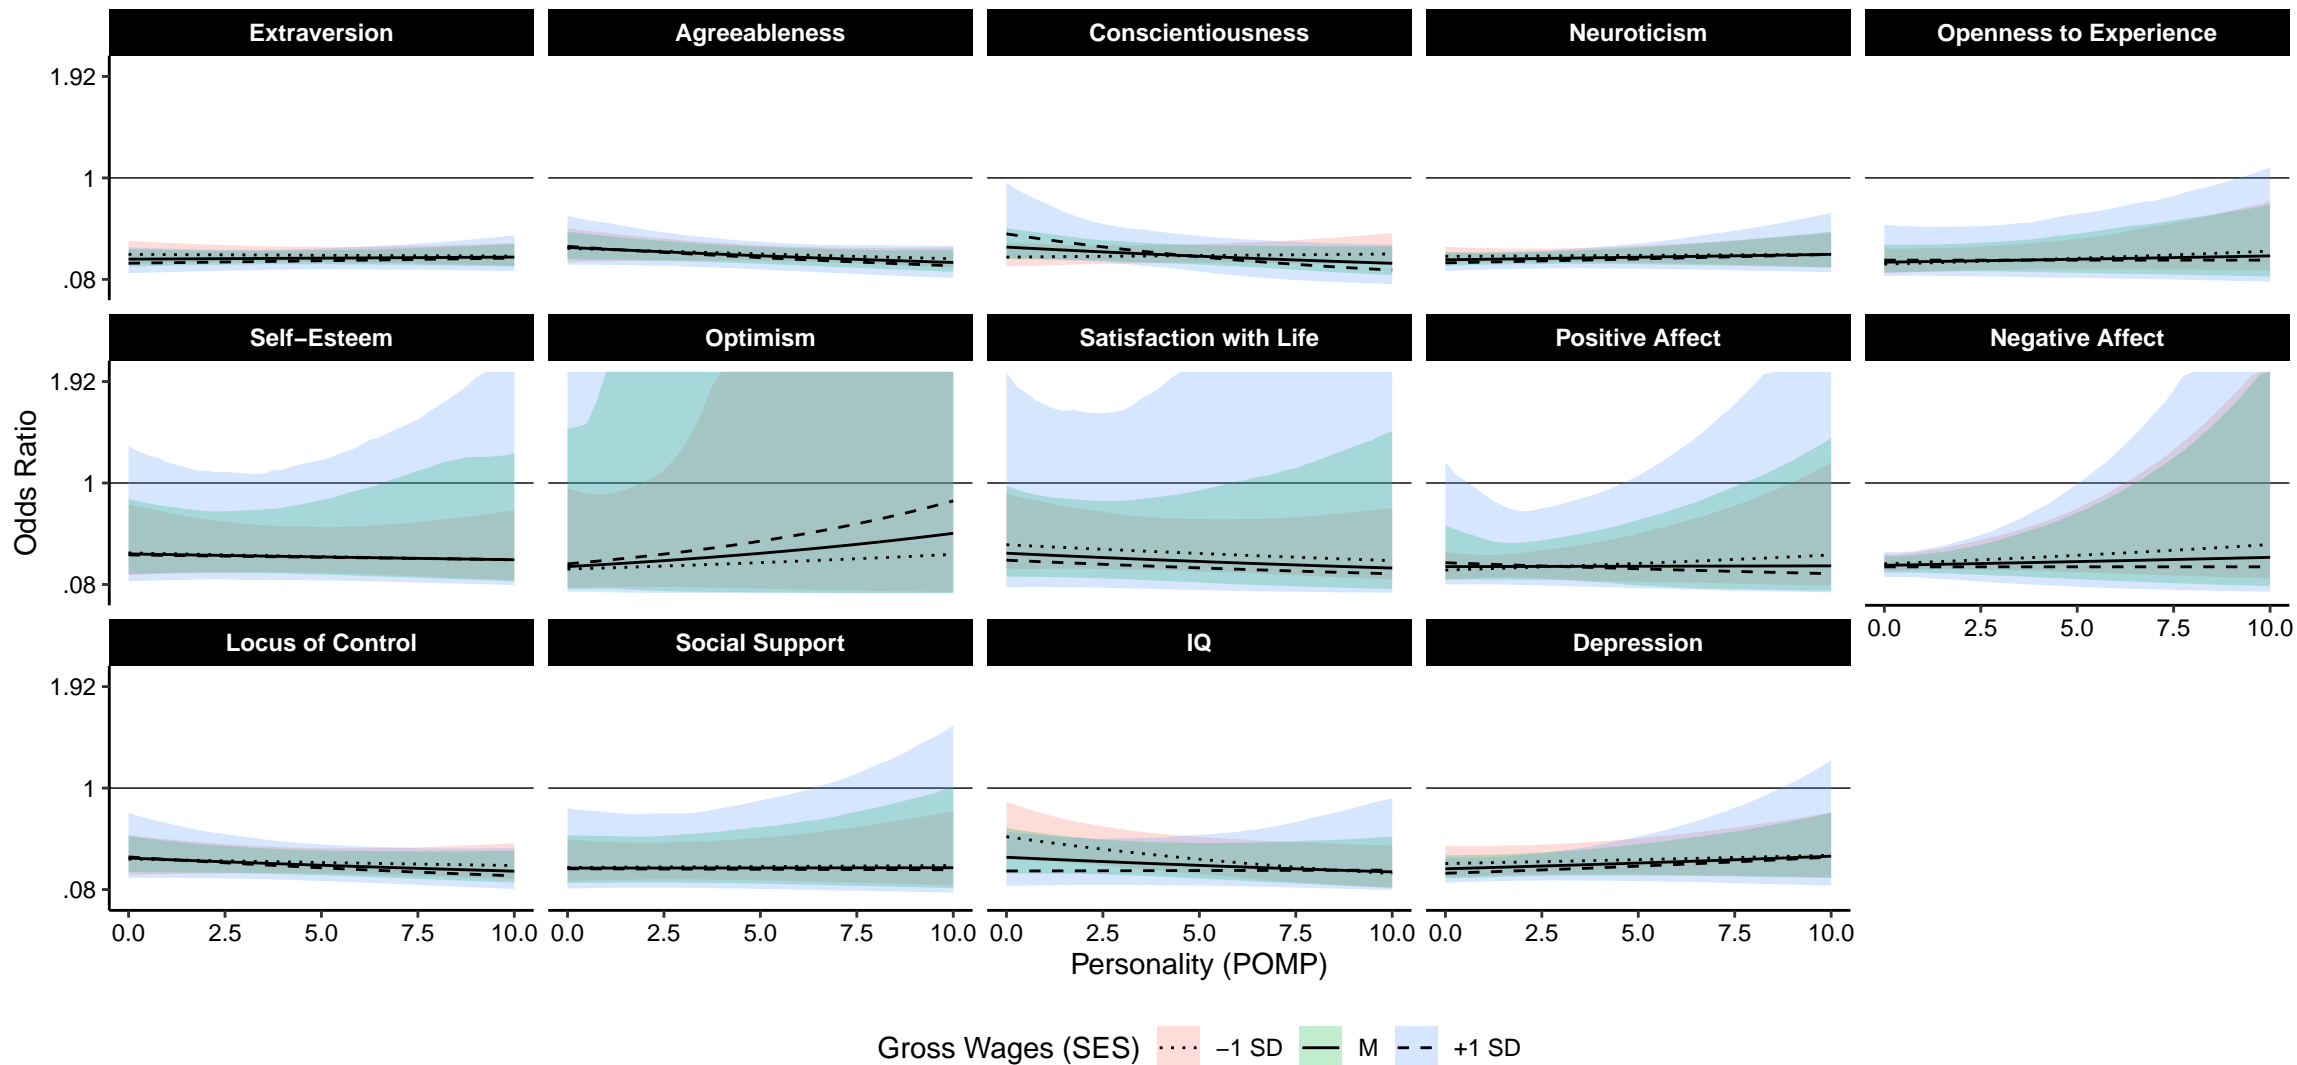 Extraversion Agreeableness Conscientiousness Neuroticism Openness to Experience
1.92
1
.08
Self−Esteem Optimism Satisfaction with Life Positive Affect Negative Affect
1.92
1
.08
0.0 2.5 5.0 7.5 10.0
Locus of Control Social Support IQ Depression
1.92
1
.08
0.0 2.5 5.0 7.5 10.0 0.0 2.5 5.0 7.5 10.0 0.0 2.5 5.0 7.5 10.0 0.0 2.5 5.0 7.5 10.0
Odds Ratio
Personality (POMP)
Gross Wages (SES) −1 SD M +1 SD